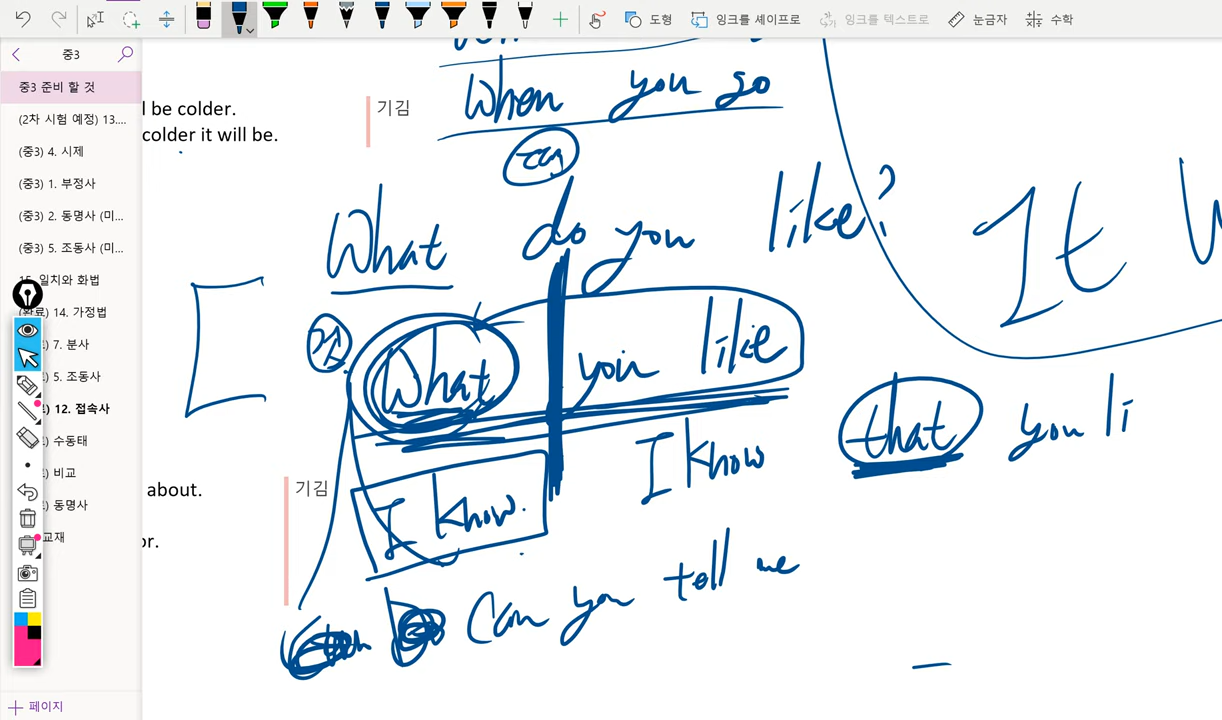 도형
잉크를 셰이프로
잉크를 텍스트로
눈금자
수학
중3
중3 준비 할 것
(2차 시험 예정) 13....
(중3) 4. 시제
(중3) 1. 부정사
(중3) 2. 동명사 (미...
(중3) 5. 조동사 (미...
일치와 화법
14. 가정법
) 7. 분사
) 5. 조동사
) 12. 접속사
) 수동태
) 비교
) 동명사
교재
페이지
l be colder.
colder it will be.
기김
When you go
What do you like?
It W
What you like
that you li
I know
I know.
about.
기김
or.
Can you tell me